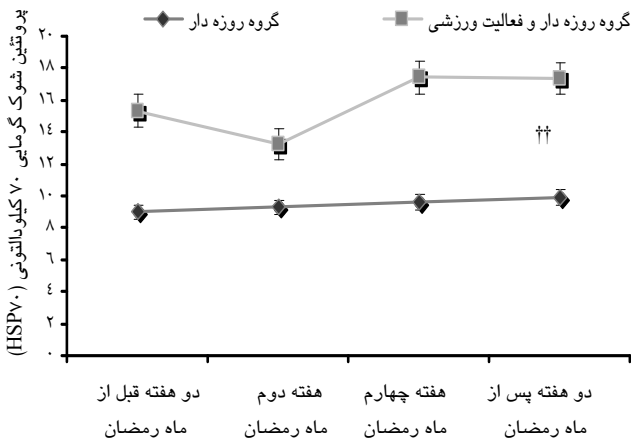 گروه روزه دار و فعالیت ورزشی
گروه روزه دار
پروتئین شوک گرمایی ۷۰ کیلودالتونی (HSP۷۰)
۲۰
۱۸
۱۶
۱۴
۱۲
۱۰
۸
۶
۴
۲
۰
††
دو هفته قبل از
ماه رمضان
هفته دوم
ماه رمضان
هفته چهارم
ماه رمضان
دو هفته پس از
ماه رمضان